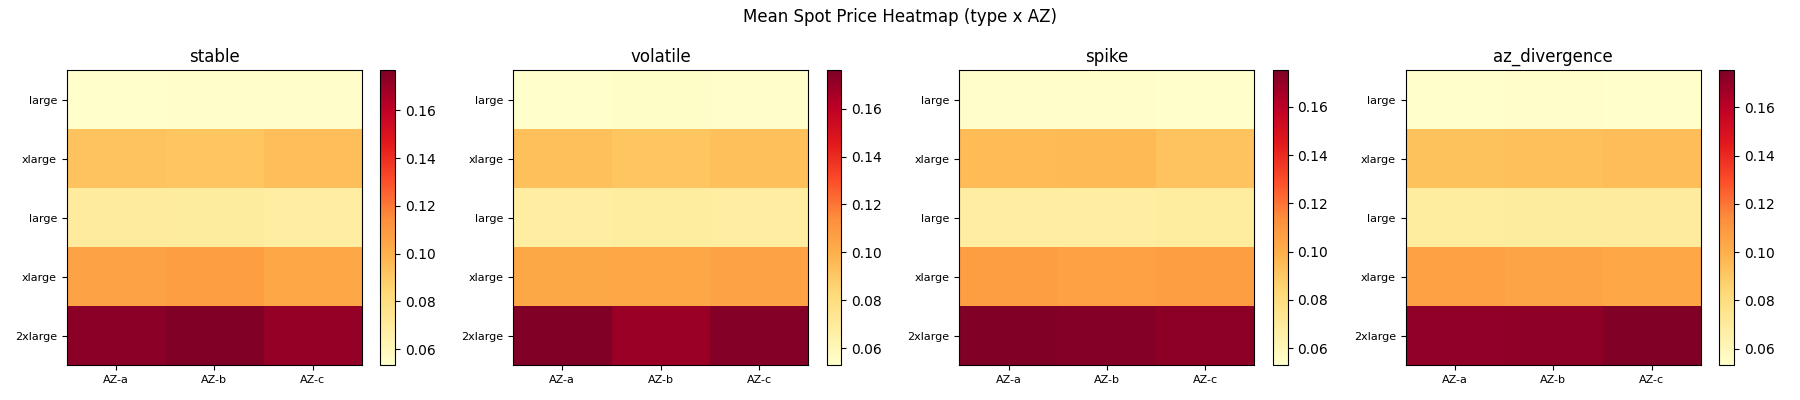 Mean Spot Price Heatmap (type x AZ)
stable
large
xlarge
large
xlarge
2xlarge
AZ-a AZ-b AZ-c
0.16
0.14
0.12
0.10
0.08
0.06
volatile
large
xlarge
large
xlarge
2xlarge
AZ-a AZ-b AZ-c
0.16
0.14
0.12
0.10
0.08
0.06
spike
large
xlarge
large
xlarge
2xlarge
AZ-a AZ-b AZ-c
0.16
0.14
0.12
0.10
0.08
0.06
az_divergence
large
xlarge
large
xlarge
2xlarge
AZ-a AZ-b AZ-c
0.16
0.14
0.12
0.10
0.08
0.06